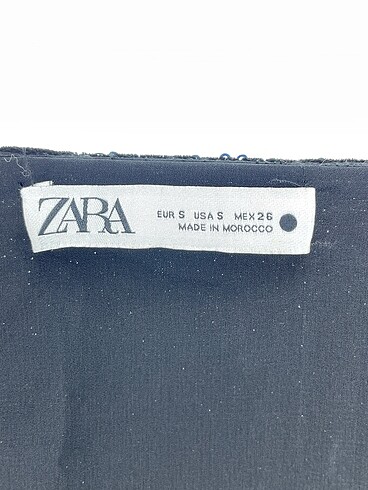 ZARA
EUR S USA S MEX 26
MADE IN MOROCCO